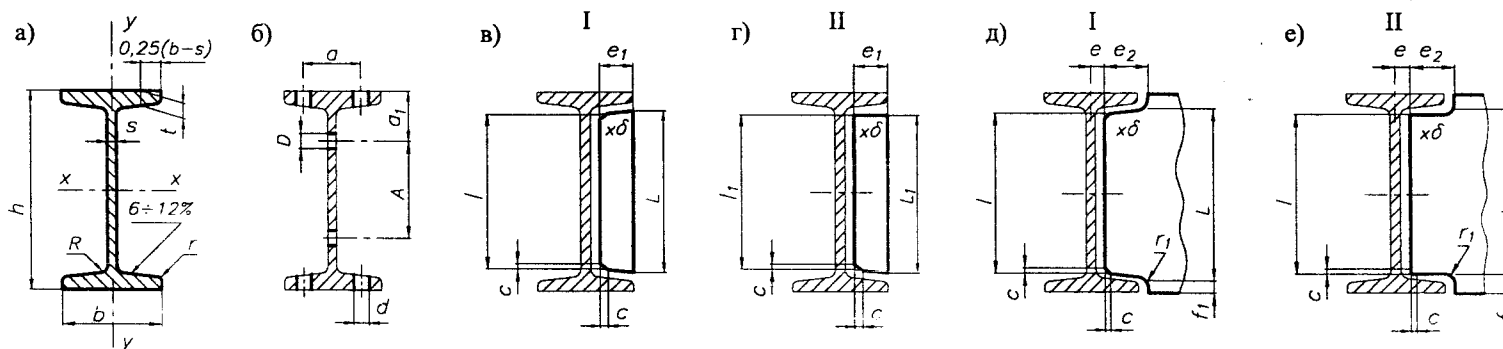 а)
y
0,25(b–s)
t
s
h
x
x
6÷12%
R
r
b
y
б)
a
a₁
D
A
d
в)
I
e₁
xδ
l
L
c
c
г)
II
e₁
xδ
l₁
L₁
c
c
д)
I
e
e₂
xδ
l
L
r₁
c
c
f₁
е)
II
e
e₂
xδ
l
r₁
c
c